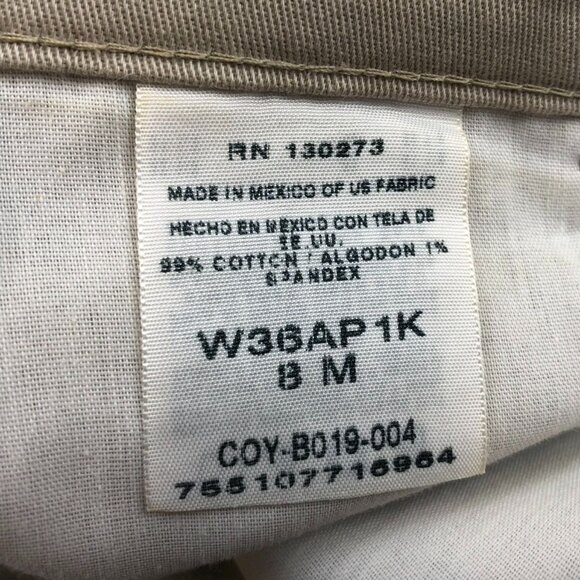 RN 130273
MADE IN MEXICO OF US FABRIC
HECHO EN MEXICO CON TELA DE
UU.
99% COTTON / ALGODON 1%
SPANDEX
W36AP1K
8 M
COY-B019-004
755107716964